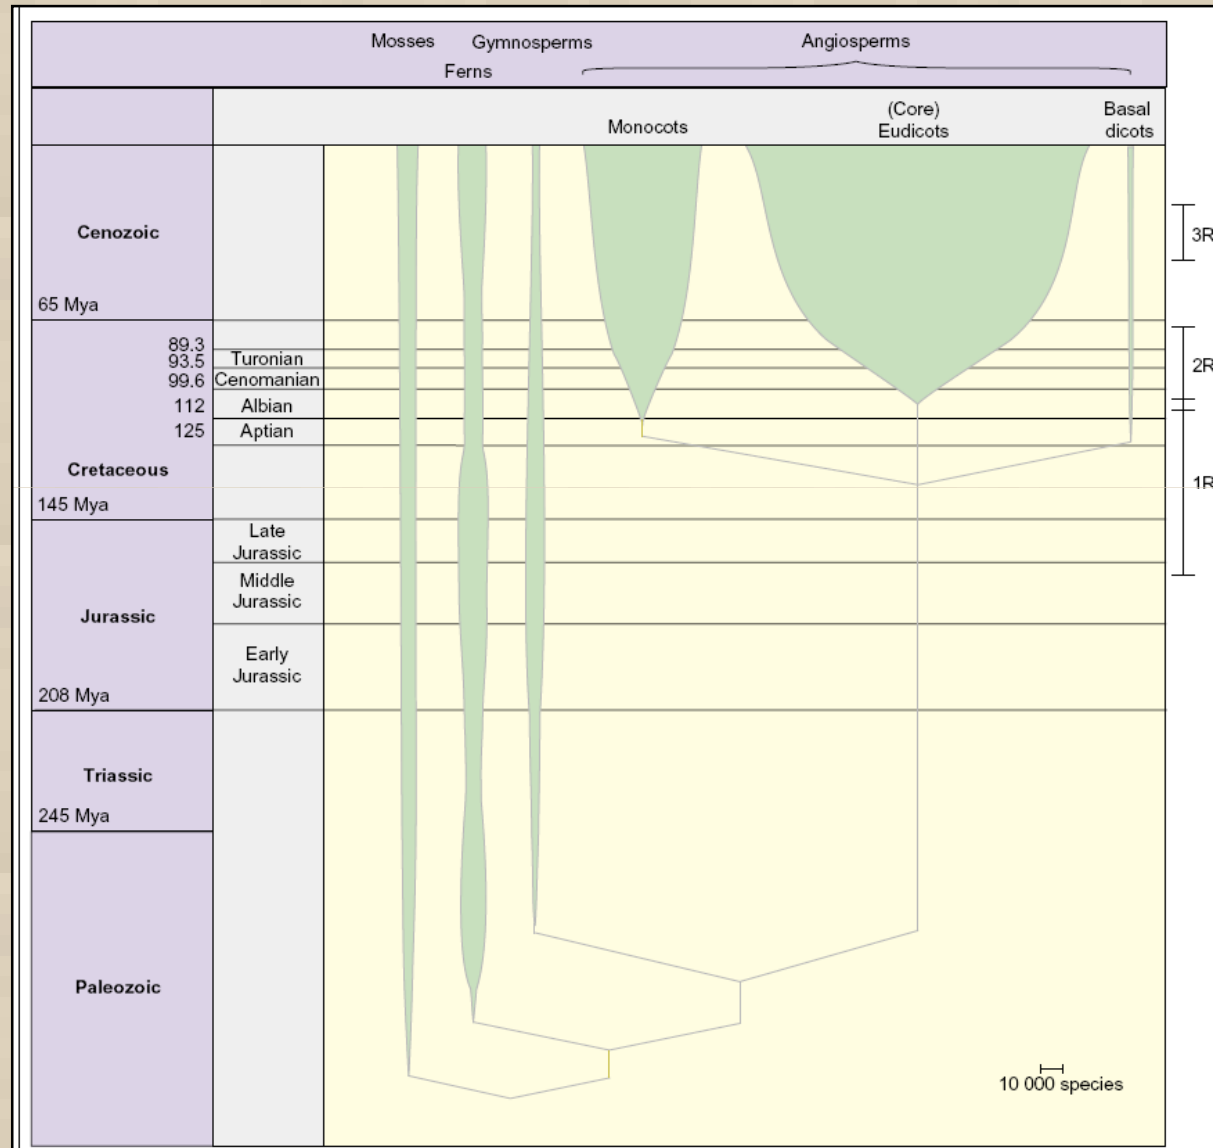 Mosses
Gymnosperms
Angiosperms
Ferns
Monocots
(Core)
Eudicots
Basal
dicots
Cenozoic
65 Mya
3R
89.3
93.5
Turonian
99.6
Cenomanian
2R
112
Albian
125
Aptian
Cretaceous
145 Mya
1R
Late
Jurassic
Middle
Jurassic
Jurassic
Early
Jurassic
208 Mya
Triassic
245 Mya
Paleozoic
10 000 species